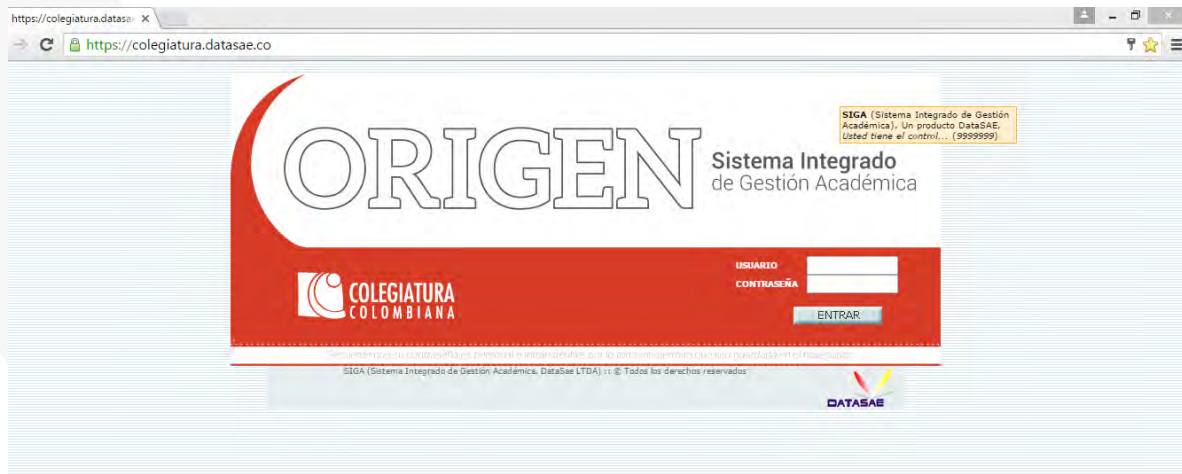 https://colegiatura.datasa
https://colegiatura.datasae.co
SIGA (Sistema Integrado de Gestión
Académica), Un producto DataSAE,
Usted tiene el control... (9999999)
ORIGEN
Sistema Integrado
de Gestión Académica
USUARIO
CONTRASEÑA
COLEGIATURA
COLOMBIANA
ENTRAR
SIGA (Sistema Integrado de Gestión Académica, DataSae LTDA) :: © Todos los derechos reservados
DATASAE